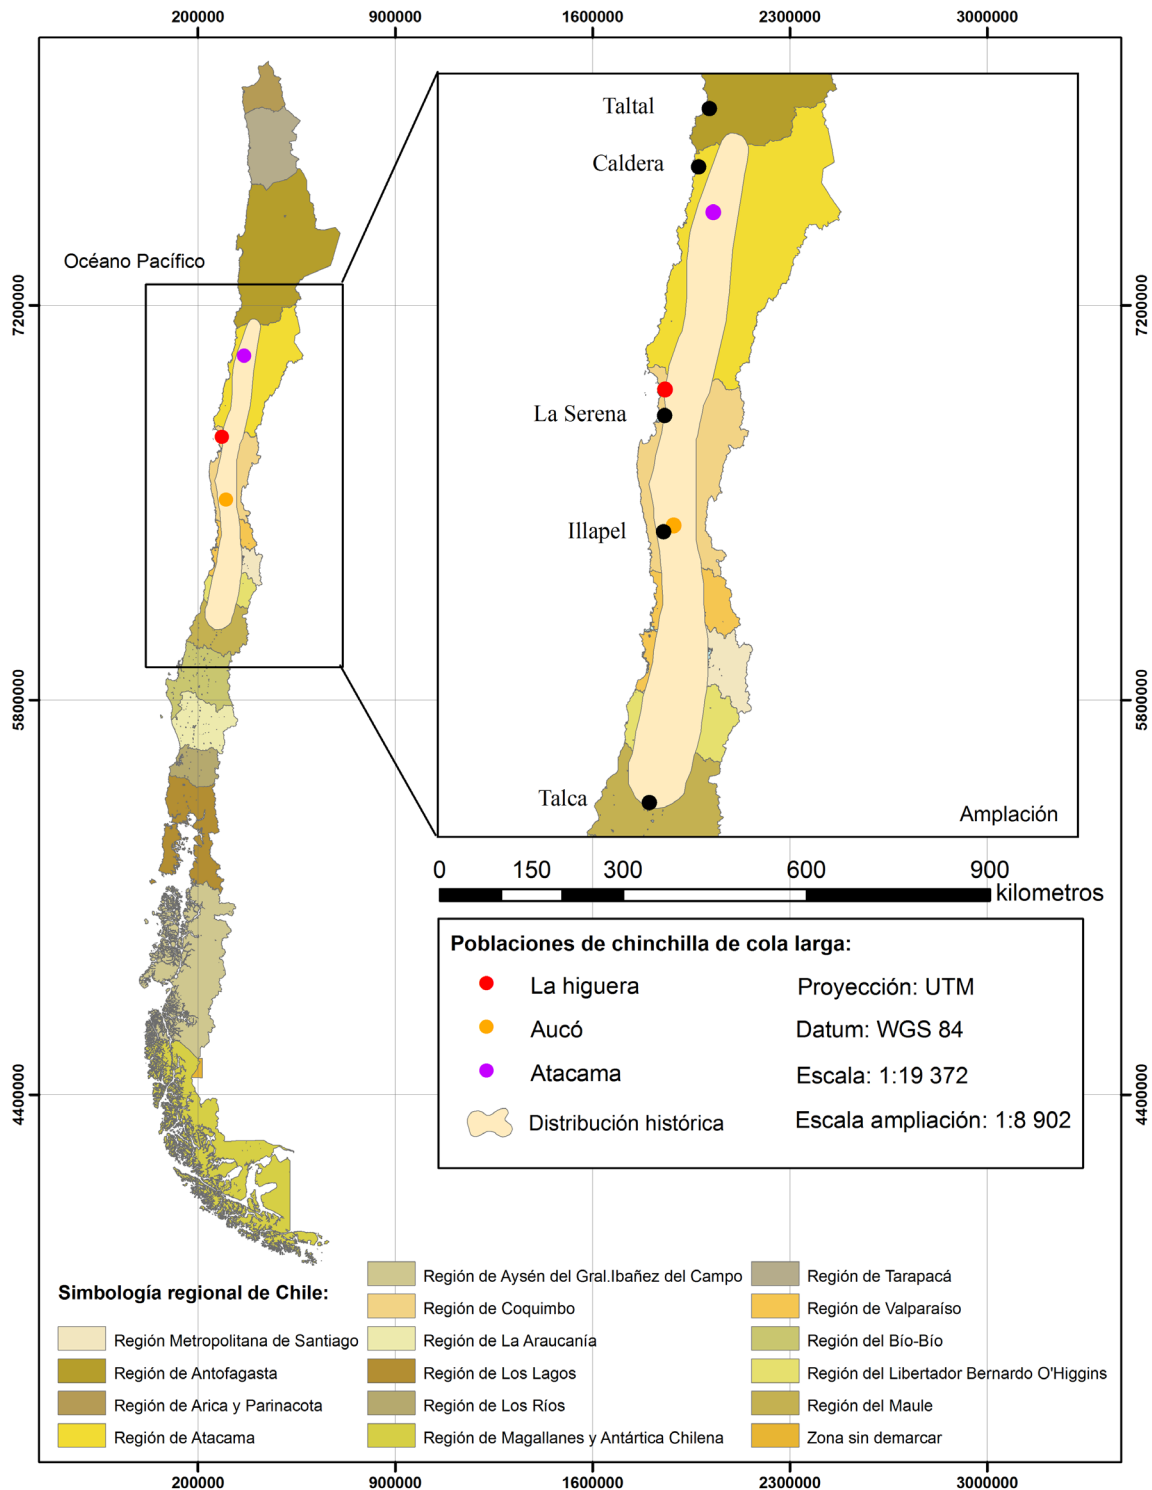 200000 900000 1600000 2300000 3000000
Taltal
Caldera
Océano Pacífico
7200000
7200000
La Serena
Illapel
5800000
5800000
Talca
Amplación
0 150 300 600 900
kilometros
Poblaciones de chinchilla de cola larga:
La higuera
Proyección: UTM
Aucó
Datum: WGS 84
Atacama
Escala: 1:19 372
Distribución histórica
Escala ampliación: 1:8 902
4400000
4400000
Simbología regional de Chile:
Región Metropolitana de Santiago
Región de Antofagasta
Región de Arica y Parinacota
Región de Atacama
Región de Aysén del Gral.Ibañez del Campo
Región de Coquimbo
Región de La Araucanía
Región de Los Lagos
Región de Los Ríos
Región de Magallanes y Antártica Chilena
Región de Tarapacá
Región de Valparaíso
Región del Bío-Bío
Región del Libertador Bernardo O'Higgins
Región del Maule
Zona sin demarcar
200000 900000 1600000 2300000 3000000